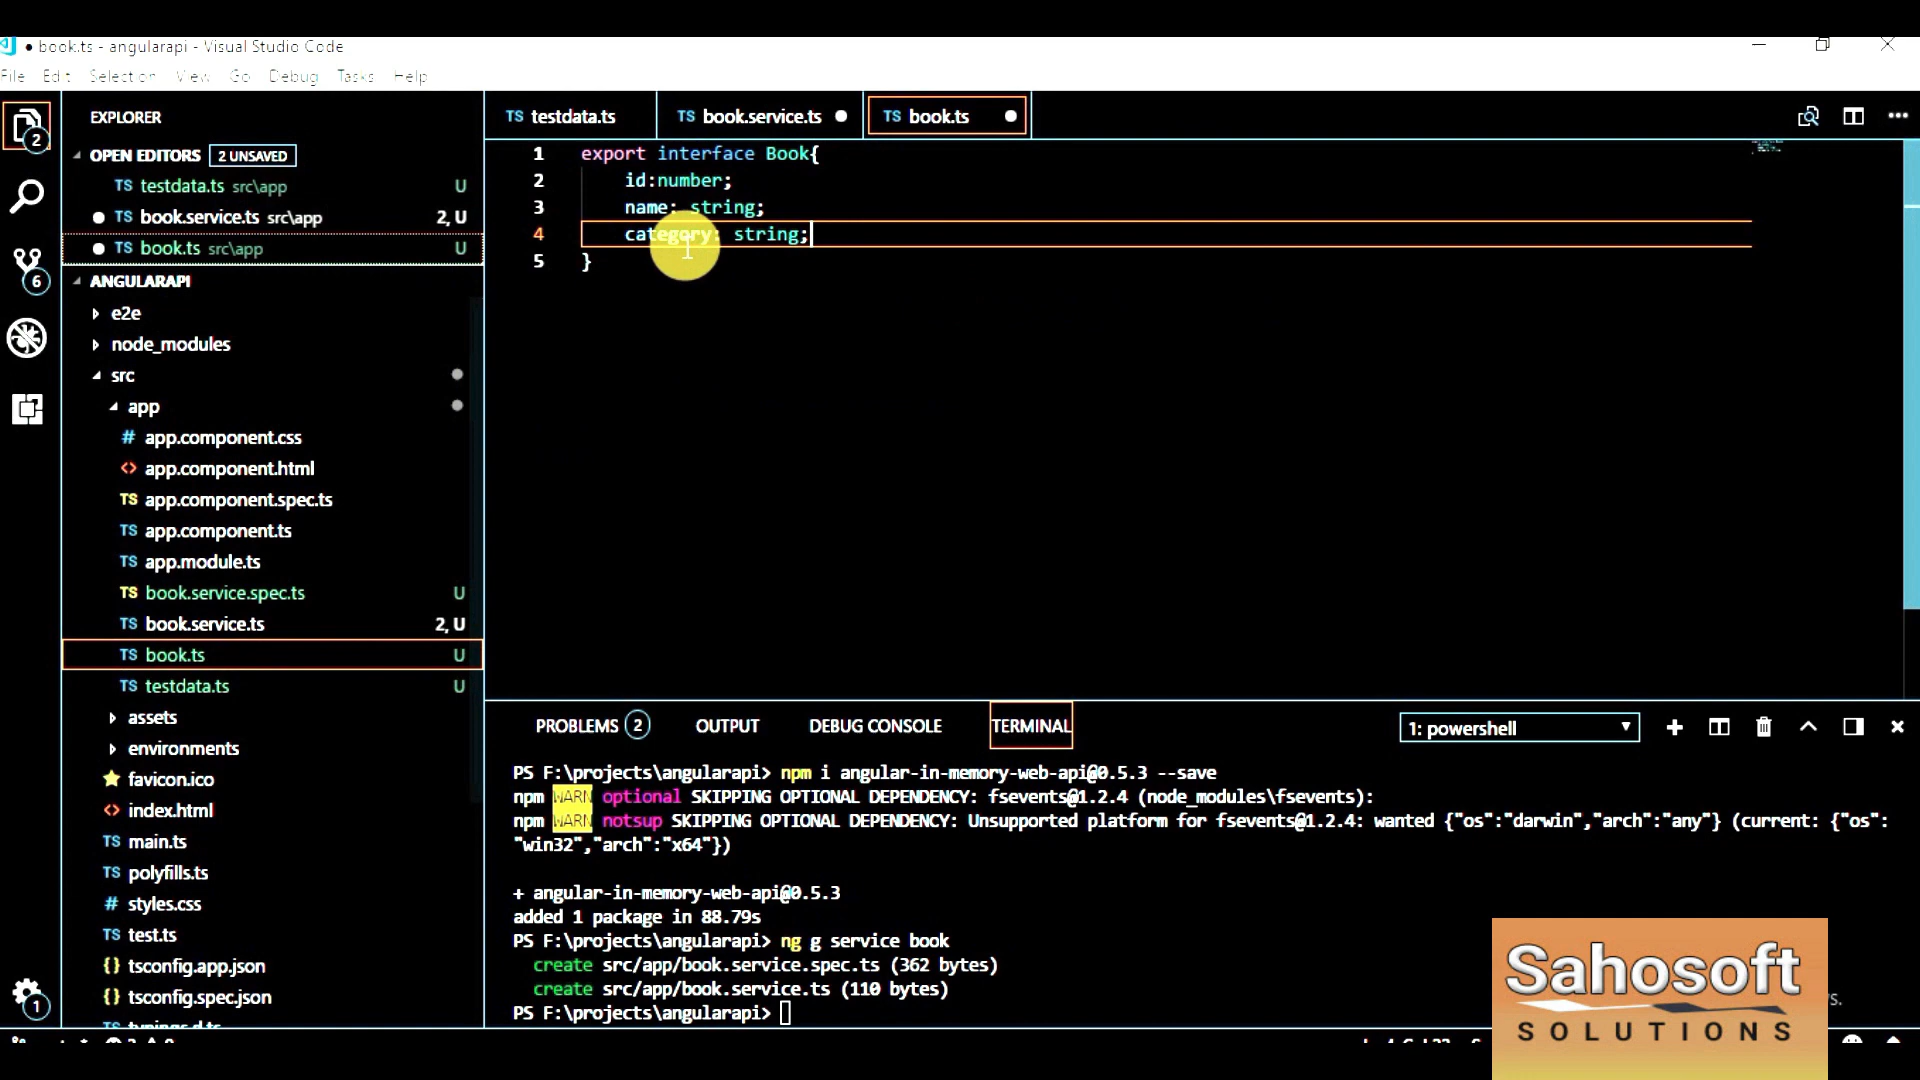 book.ts - angularapi - Visual Studio Code
File Edit Selection View Go Debug Tasks Help
2
6
1
EXPLORER
OPEN EDITORS 2 UNSAVED
TS testdata.ts src\app U
TS book.service.ts src\app 2, U
TS book.ts src\app U
ANGULARAPI
e2e
node_modules
src
app
# app.component.css
<> app.component.html
TS app.component.spec.ts
TS app.component.ts
TS app.module.ts
TS book.service.spec.ts U
TS book.service.ts 2, U
TS book.ts U
TS testdata.ts U
assets
environments
favicon.ico
<> index.html
TS main.ts
TS polyfills.ts
# styles.css
TS test.ts
{} tsconfig.app.json
{} tsconfig.spec.json
TS typings.d.ts
TS testdata.ts TS book.service.ts TS book.ts
1 export interface Book{
2 id:number;
3 name: string;
4 category: string;
5 }
PROBLEMS 2 OUTPUT DEBUG CONSOLE TERMINAL 1: powershell
PS F:\projects\angularapi> npm i angular-in-memory-web-api@0.5.3 --save
npm WARN optional SKIPPING OPTIONAL DEPENDENCY: fsevents@1.2.4 (node_modules\fsevents):
npm WARN notsup SKIPPING OPTIONAL DEPENDENCY: Unsupported platform for fsevents@1.2.4: wanted {"os":"darwin","arch":"any"} (current: {"os":
"win32","arch":"x64"})
+ angular-in-memory-web-api@0.5.3
added 1 package in 88.79s
PS F:\projects\angularapi> ng g service book
create src/app/book.service.spec.ts (362 bytes)
create src/app/book.service.ts (110 bytes)
PS F:\projects\angularapi>
Sahosoft
SOLUTIONS